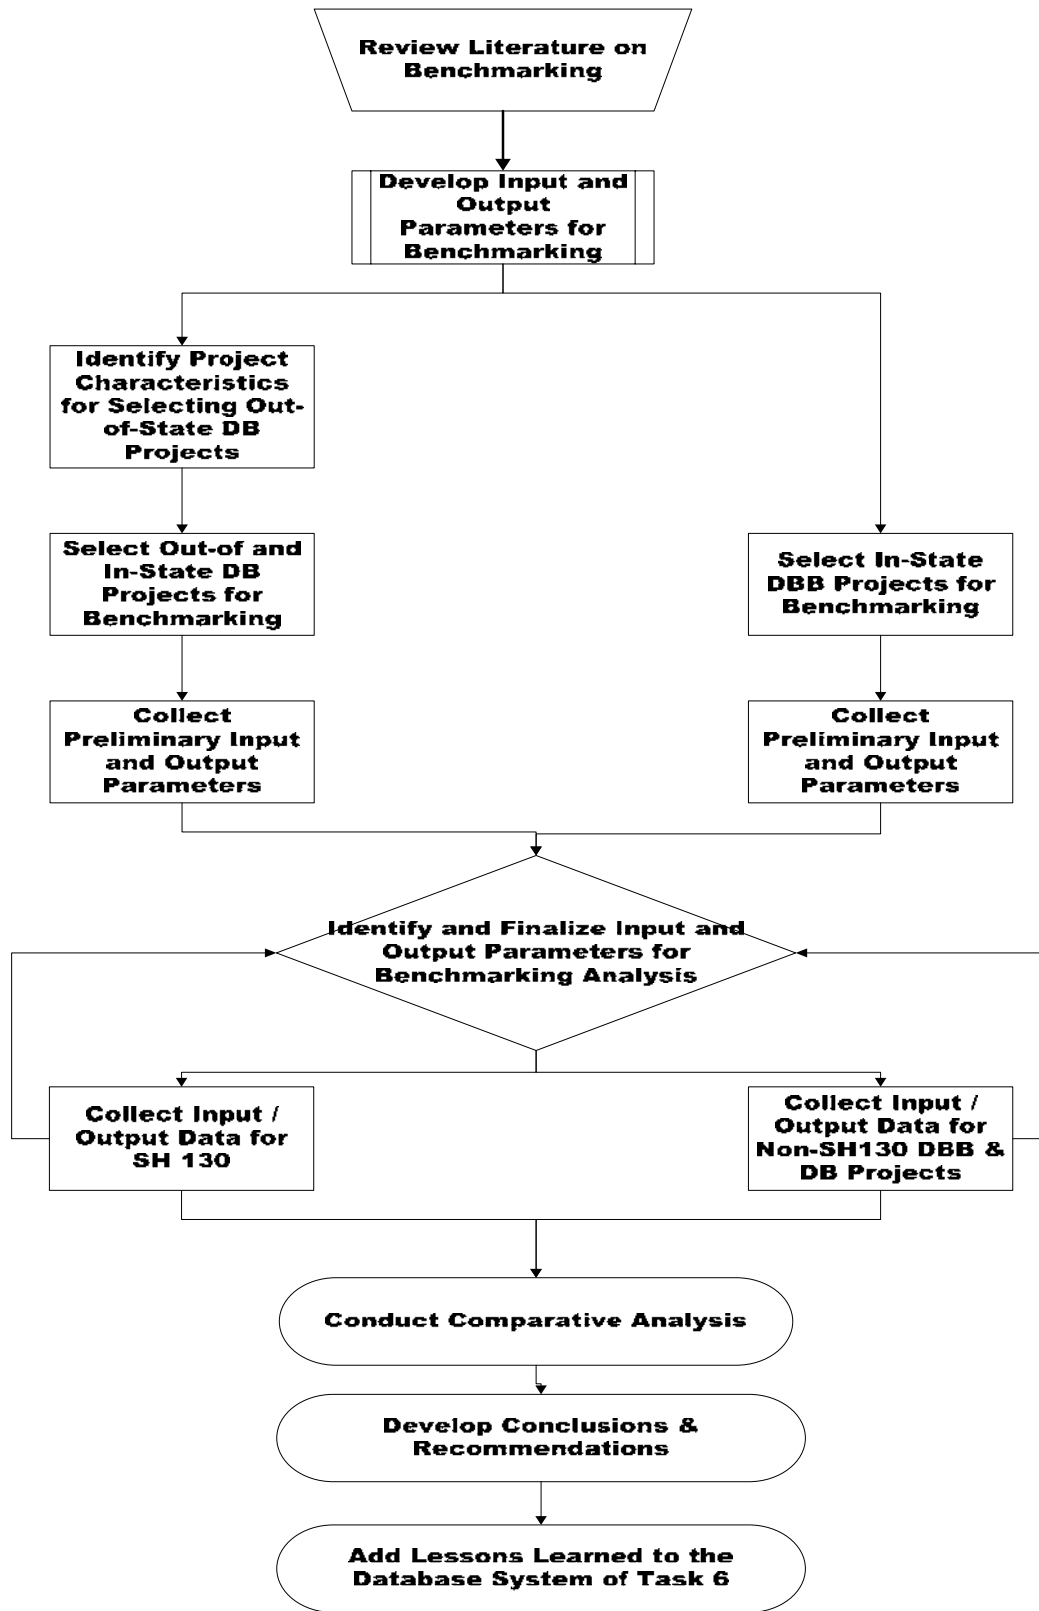 Review Literature on
Benchmarking
Develop Input and
Output
Parameters for
Benchmarking
Identify Project
Characteristics
for Selecting Out-
of-State DB
Projects
Select Out-of and
In-State DB
Projects for
Benchmarking
Select In-State
DBB Projects for
Benchmarking
Collect
Preliminary Input
and Output
Parameters
Collect
Preliminary Input
and Output
Parameters
Identify and Finalize Input and
Output Parameters for
Benchmarking Analysis
Collect Input /
Output Data for
SH 130
Collect Input /
Output Data for
Non-SH130 DBB &
DB Projects
Conduct Comparative Analysis
Develop Conclusions &
Recommendations
Add Lessons Learned to the
Database System of Task 6